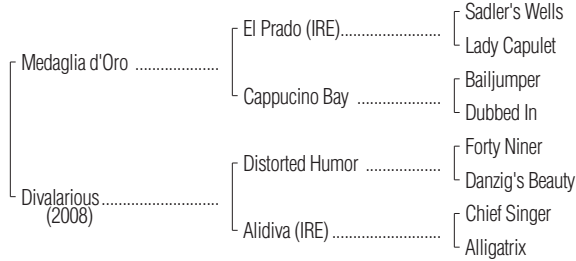 Sadler's Wells
El Prado (IRE)........................
Lady Capulet
Medaglia d'Oro ....................
Bailjumper
Cappucino Bay ....................
Dubbed In
Forty Niner
Distorted Humor ..................
Danzig's Beauty
Divalarious............................
(2008)
Chief Singer
Alidiva (IRE) ..........................
Alligatrix